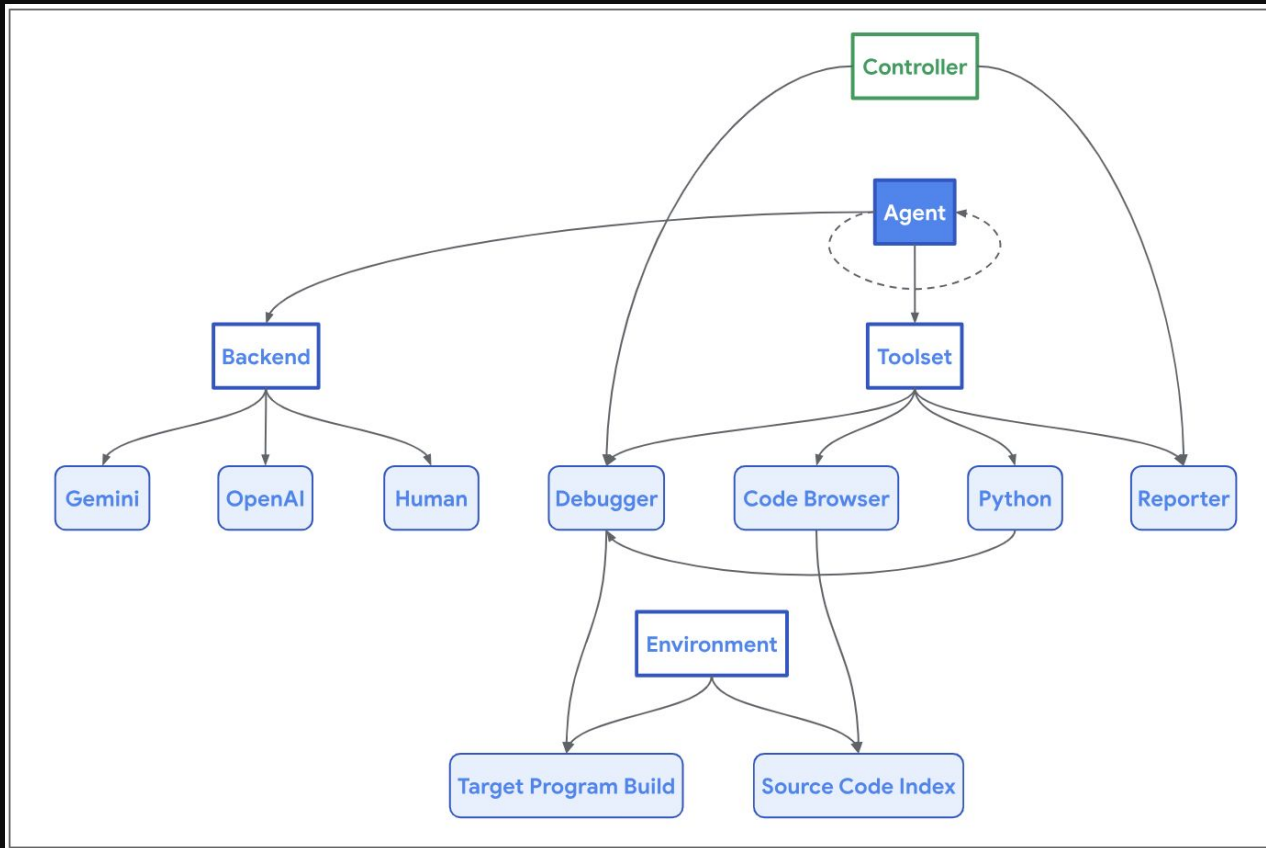 Controller
Agent
Backend
Toolset
Gemini
OpenAI
Human
Debugger
Code Browser
Python
Reporter
Environment
Target Program Build
Source Code Index